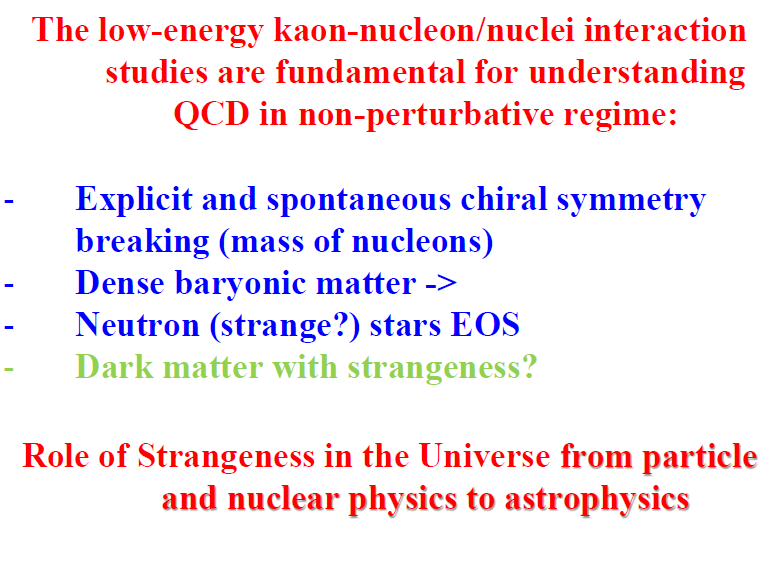 The low-energy kaon-nucleon/nuclei interaction
studies are fundamental for understanding
QCD in non-perturbative regime:
- Explicit and spontaneous chiral symmetry
breaking (mass of nucleons)
- Dense baryonic matter ->
- Neutron (strange?) stars EOS
- Dark matter with strangeness?
Role of Strangeness in the Universe from particle
and nuclear physics to astrophysics